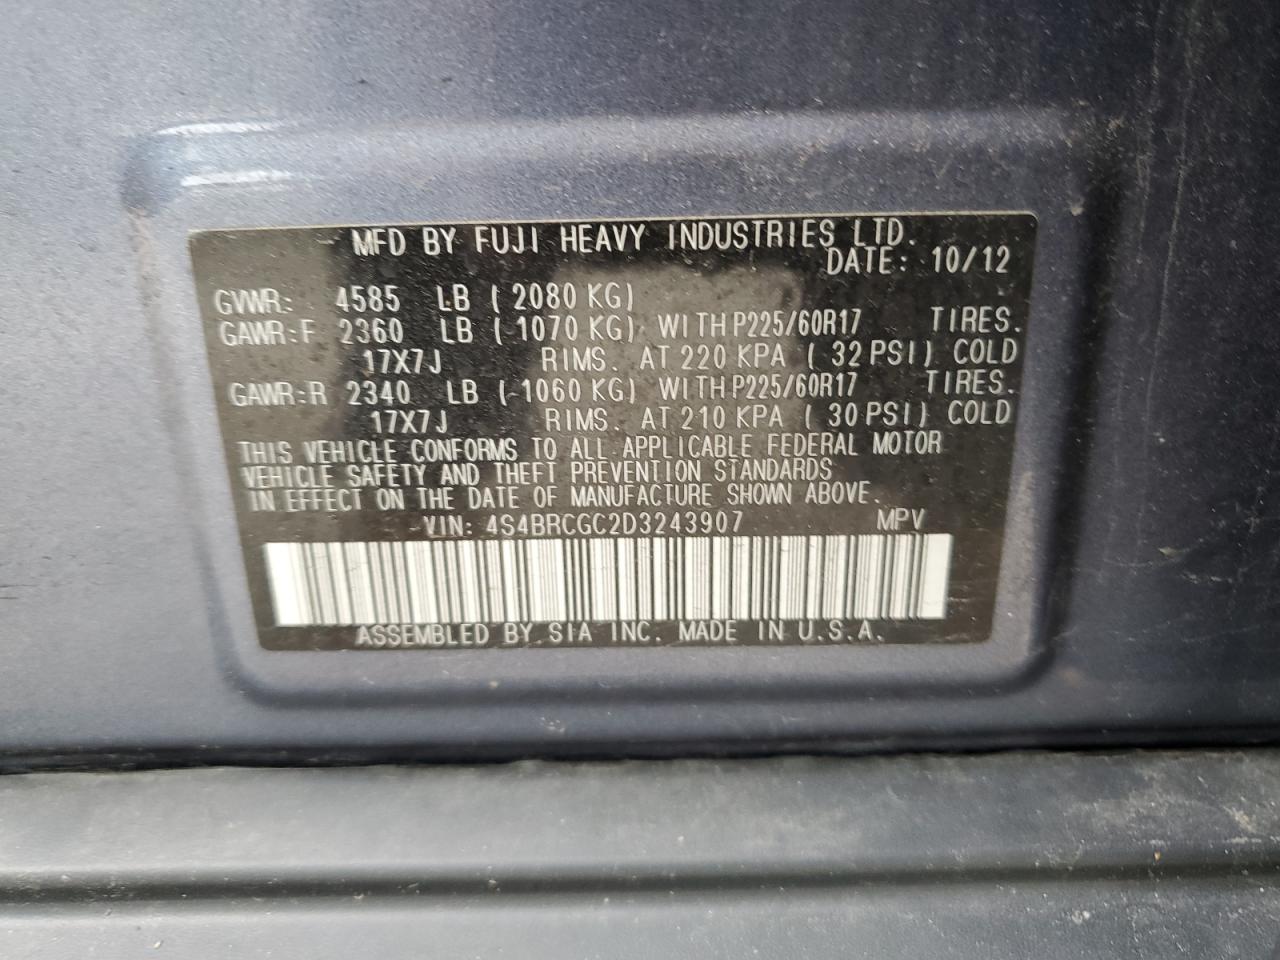 MFD BY FUJI HEAVY INDUSTRIES LTD.
DATE: 10/12
GVWR: 4585 LB ( 2080 KG)
GAWR:F 2360 LB ( 1070 KG) WITH P225/60R17 TIRES.
17X7J RIMS. AT 220 KPA ( 32 PSI) COLD
GAWR:R 2340 LB ( 1060 KG) WITH P225/60R17 TIRES.
17X7J RIMS. AT 210 KPA ( 30 PSI) COLD
THIS VEHICLE CONFORMS TO ALL APPLICABLE FEDERAL MOTOR
VEHICLE SAFETY AND THEFT PREVENTION STANDARDS
IN EFFECT ON THE DATE OF MANUFACTURE SHOWN ABOVE.
VIN: 4S4BRCGC2D3243907 MPV
ASSEMBLED BY SIA INC. MADE IN U.S.A.